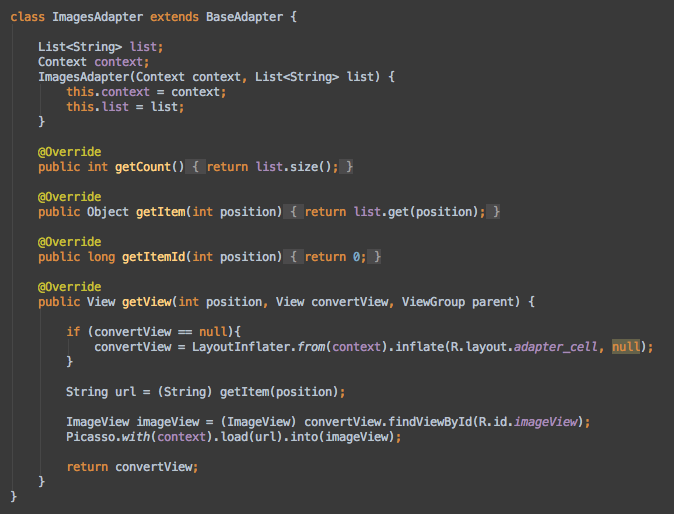 class ImagesAdapter extends BaseAdapter {
List<String> list;
Context context;
ImagesAdapter(Context context, List<String> list) {
this.context = context;
this.list = list;
}
@Override
public int getCount() { return list.size(); }
@Override
public Object getItem(int position) { return list.get(position); }
@Override
public long getItemId(int position) { return 0; }
@Override
public View getView(int position, View convertView, ViewGroup parent) {
if (convertView == null){
convertView = LayoutInflater.from(context).inflate(R.layout.adapter_cell, null);
}
String url = (String) getItem(position);
ImageView imageView = (ImageView) convertView.findViewById(R.id.imageView);
Picasso.with(context).load(url).into(imageView);
return convertView;
}
}